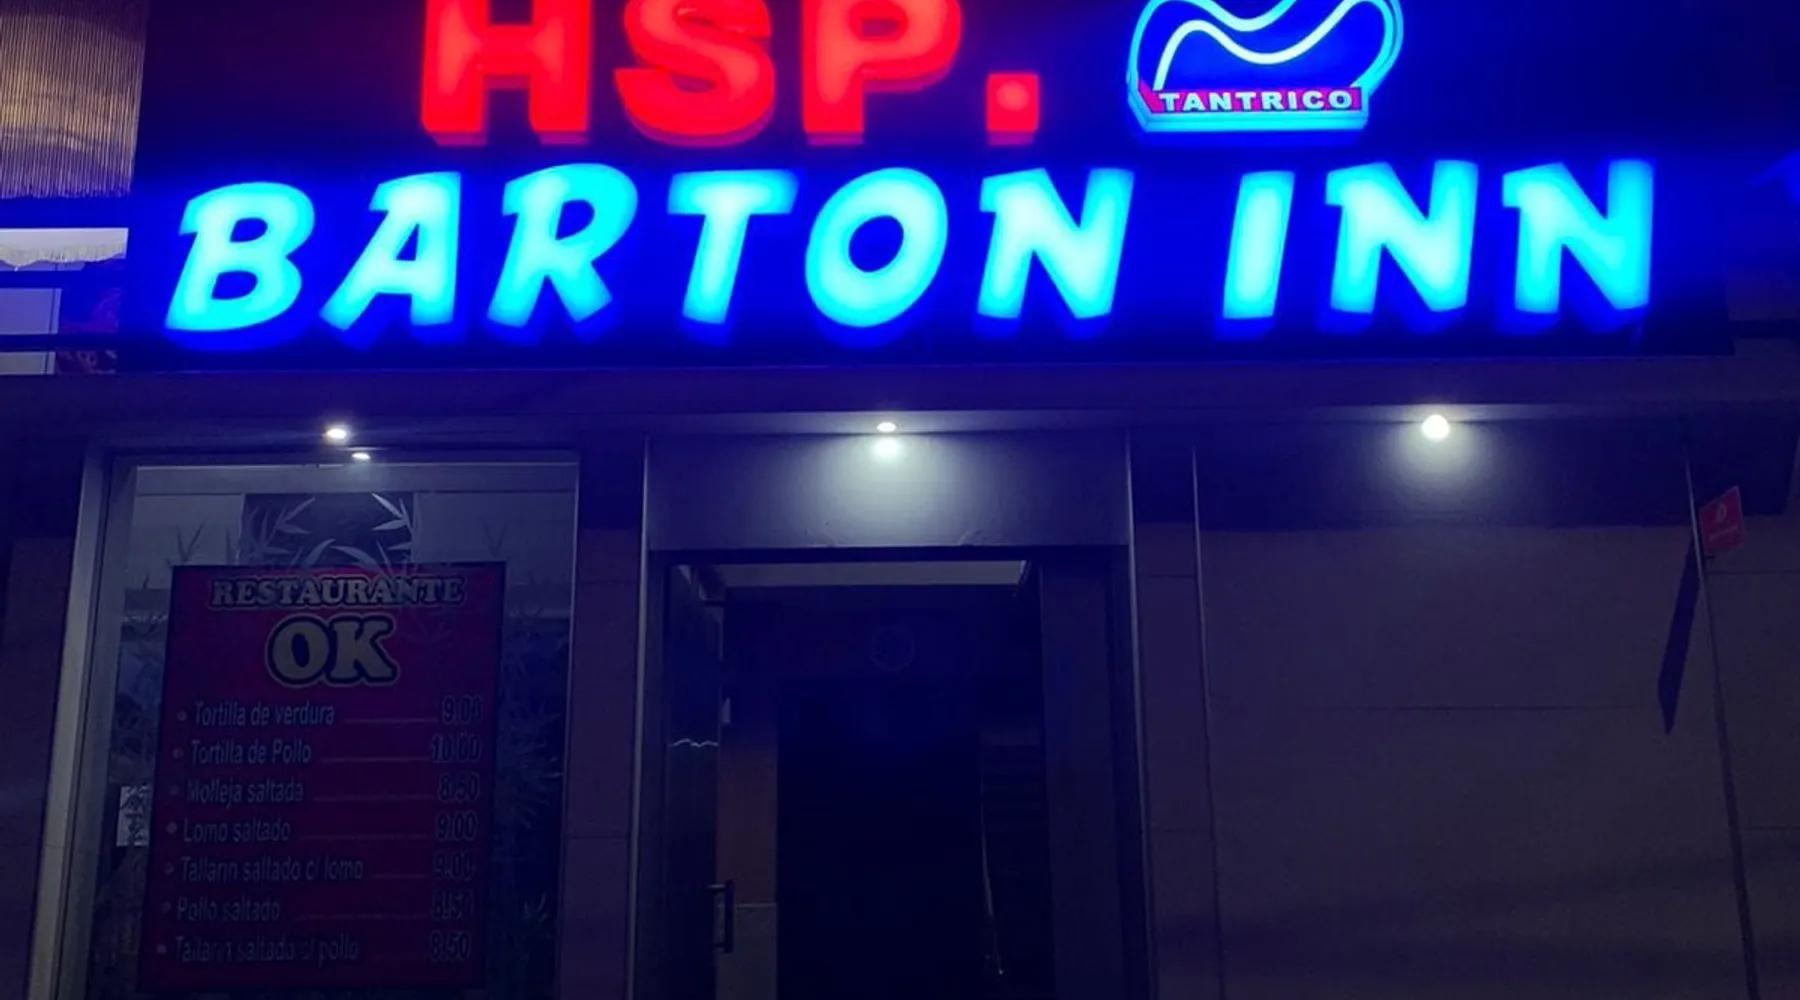 HSP.
TANTRICO
BARTON INN
RESTAURANTE
OK
• Tortilla de verdura 9.00
• Tortilla de Pollo 10.00
• Molleja saltada 8.50
• Lomo saltado 9.00
• Tallarin saltado c/ lomo 9.00
• Pollo saltado 8.50
• Tallarin saltado c/ pollo 8.50